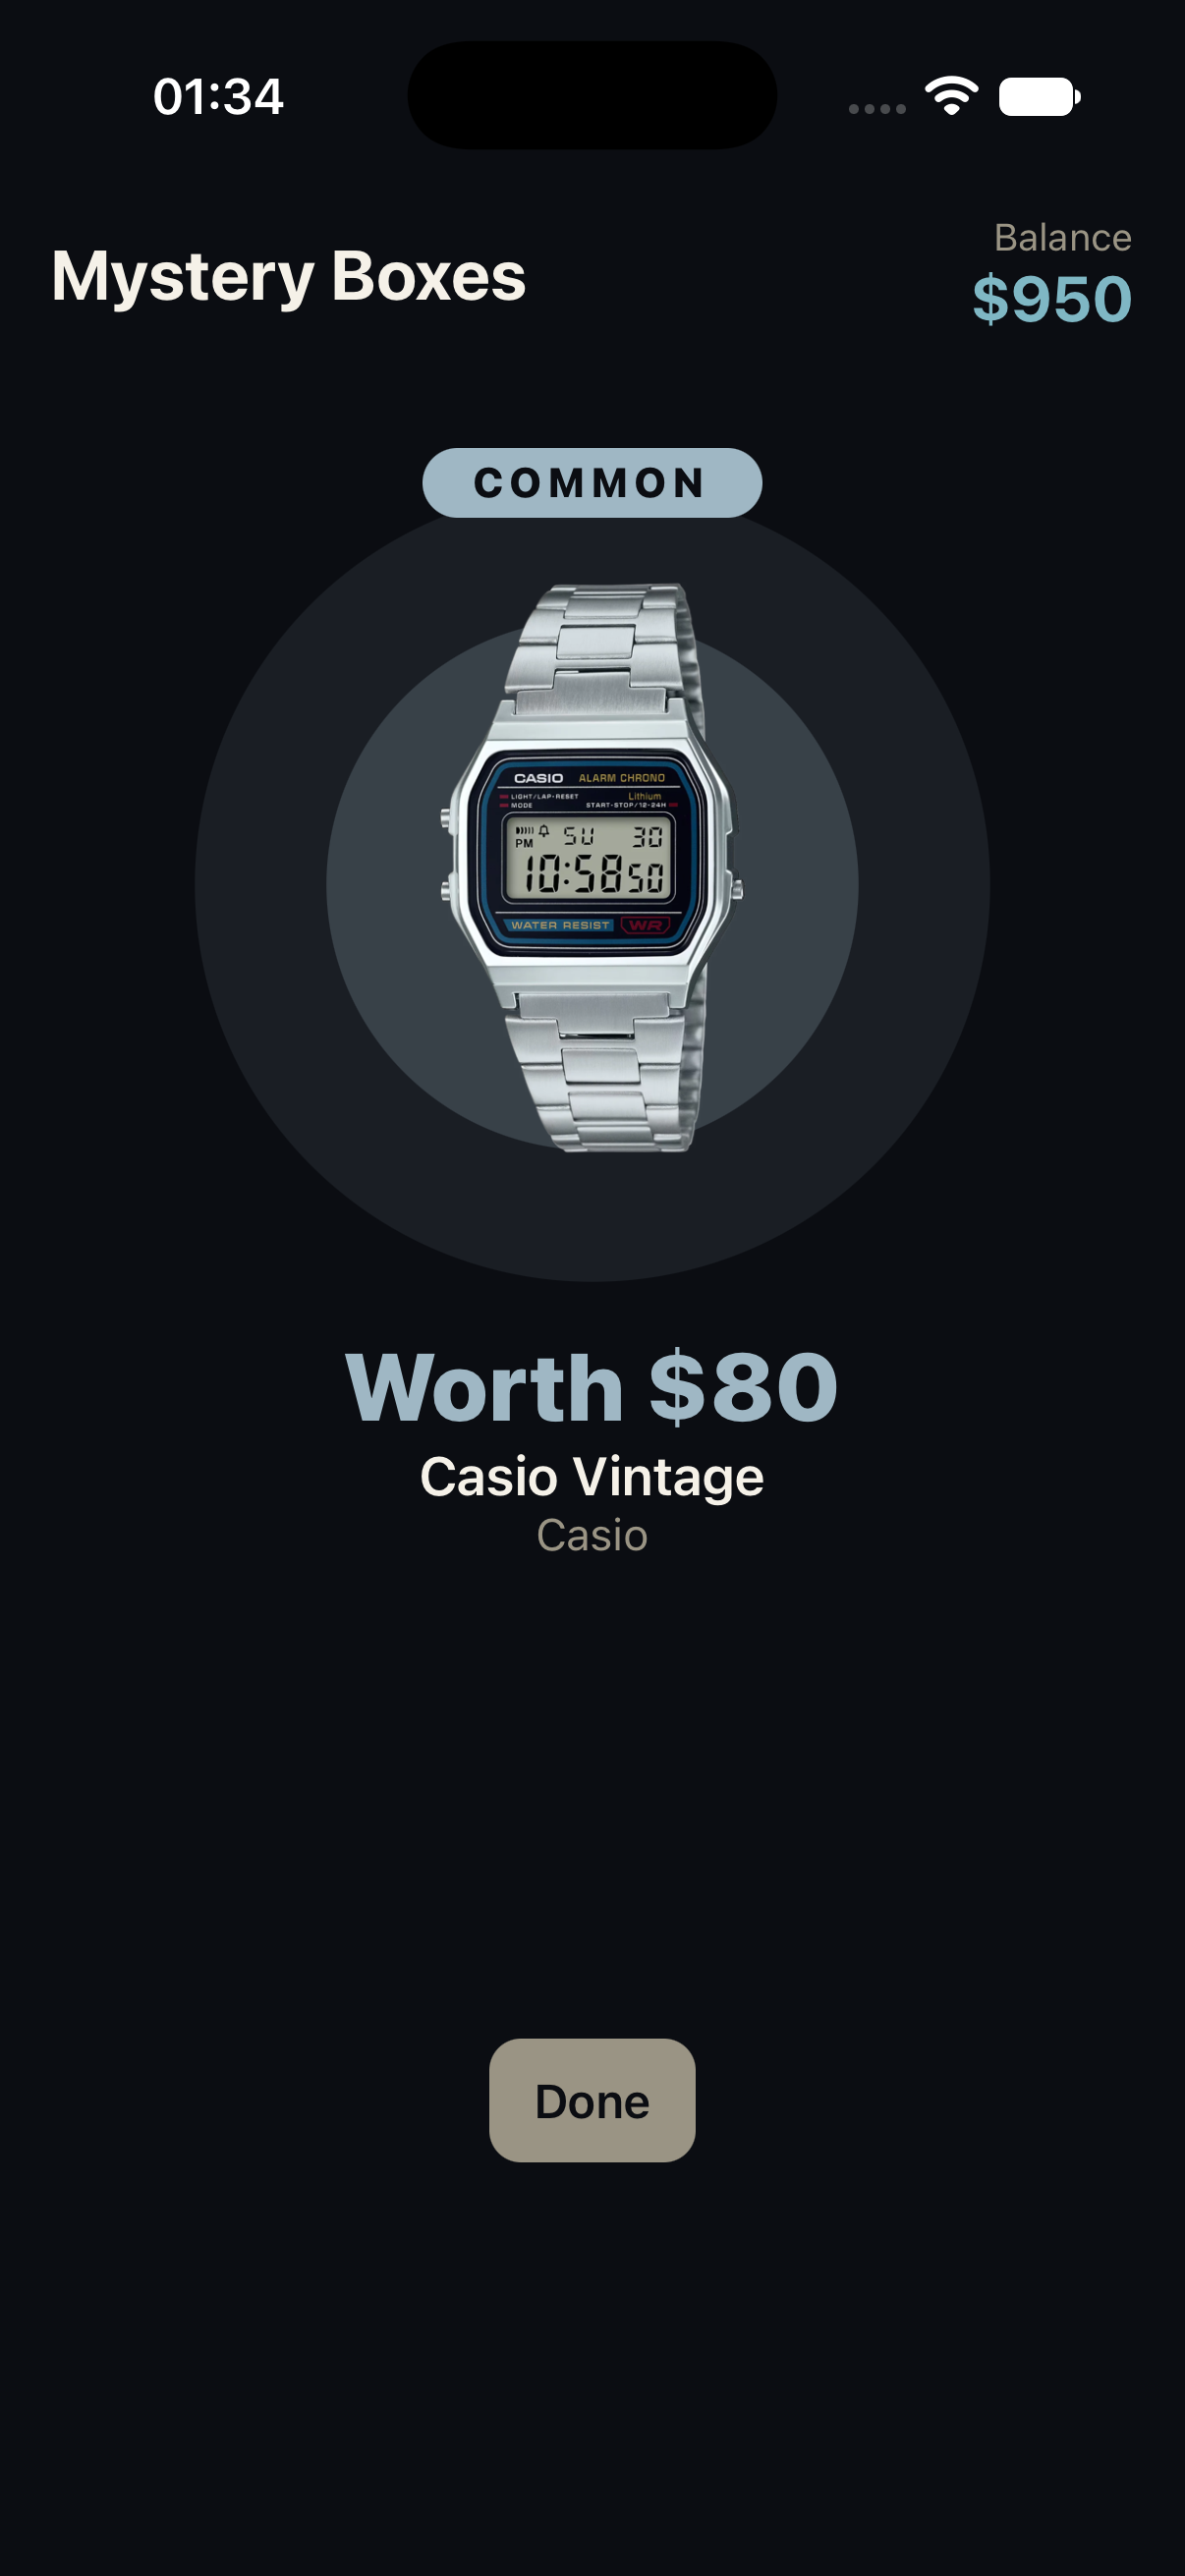 01:34
Mystery Boxes
Balance
$950
COMMON
CASIO ALARM CHRONO
LIGHT/LAP-RESET Lithium
MODE START-STOP/12-24H
SU 30
PM
10:58 50
WATER RESIST WR
Worth $80
Casio Vintage
Casio
Done